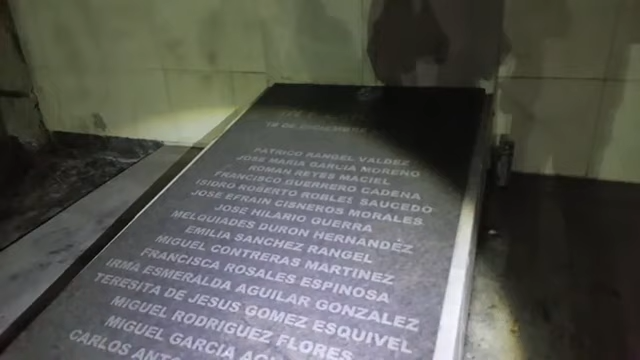 18 DE DICIEMBRE
PATRICO RANGEL VALDEZ
JOSE MARIA GARCIA MORENO
ROMAN REYES MACIEL
FRANCISCO GUERRERO CADENA
ISIDRO ROBERTO ROBLES SAUCEDO
JOSE EFRAIN CISNEROS MORALES
JOSE HILARIO GUERRA
MELQUIADES DURON HERNANDEZ
EMILIA SANCHEZ RANGEL
MIGUEL CONTRERAS MARTINEZ
FRANCISCA ROSALES ESPINOSA
IRMA ESMERALDA AGUILAR GONZALEZ
TERESITA DE JESUS GOMEZ ESQUIVEL
MIGUEL RODRIGUEZ FLORES
MIGUEL GARCIA
CARLOS